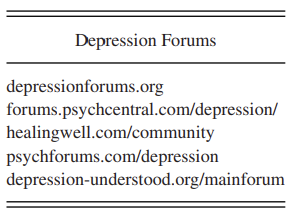 Depression Forums
depressionforums.org
forums.psychcentral.com/depression/
healingwell.com/community
psychforums.com/depression
depression-understood.org/mainforum